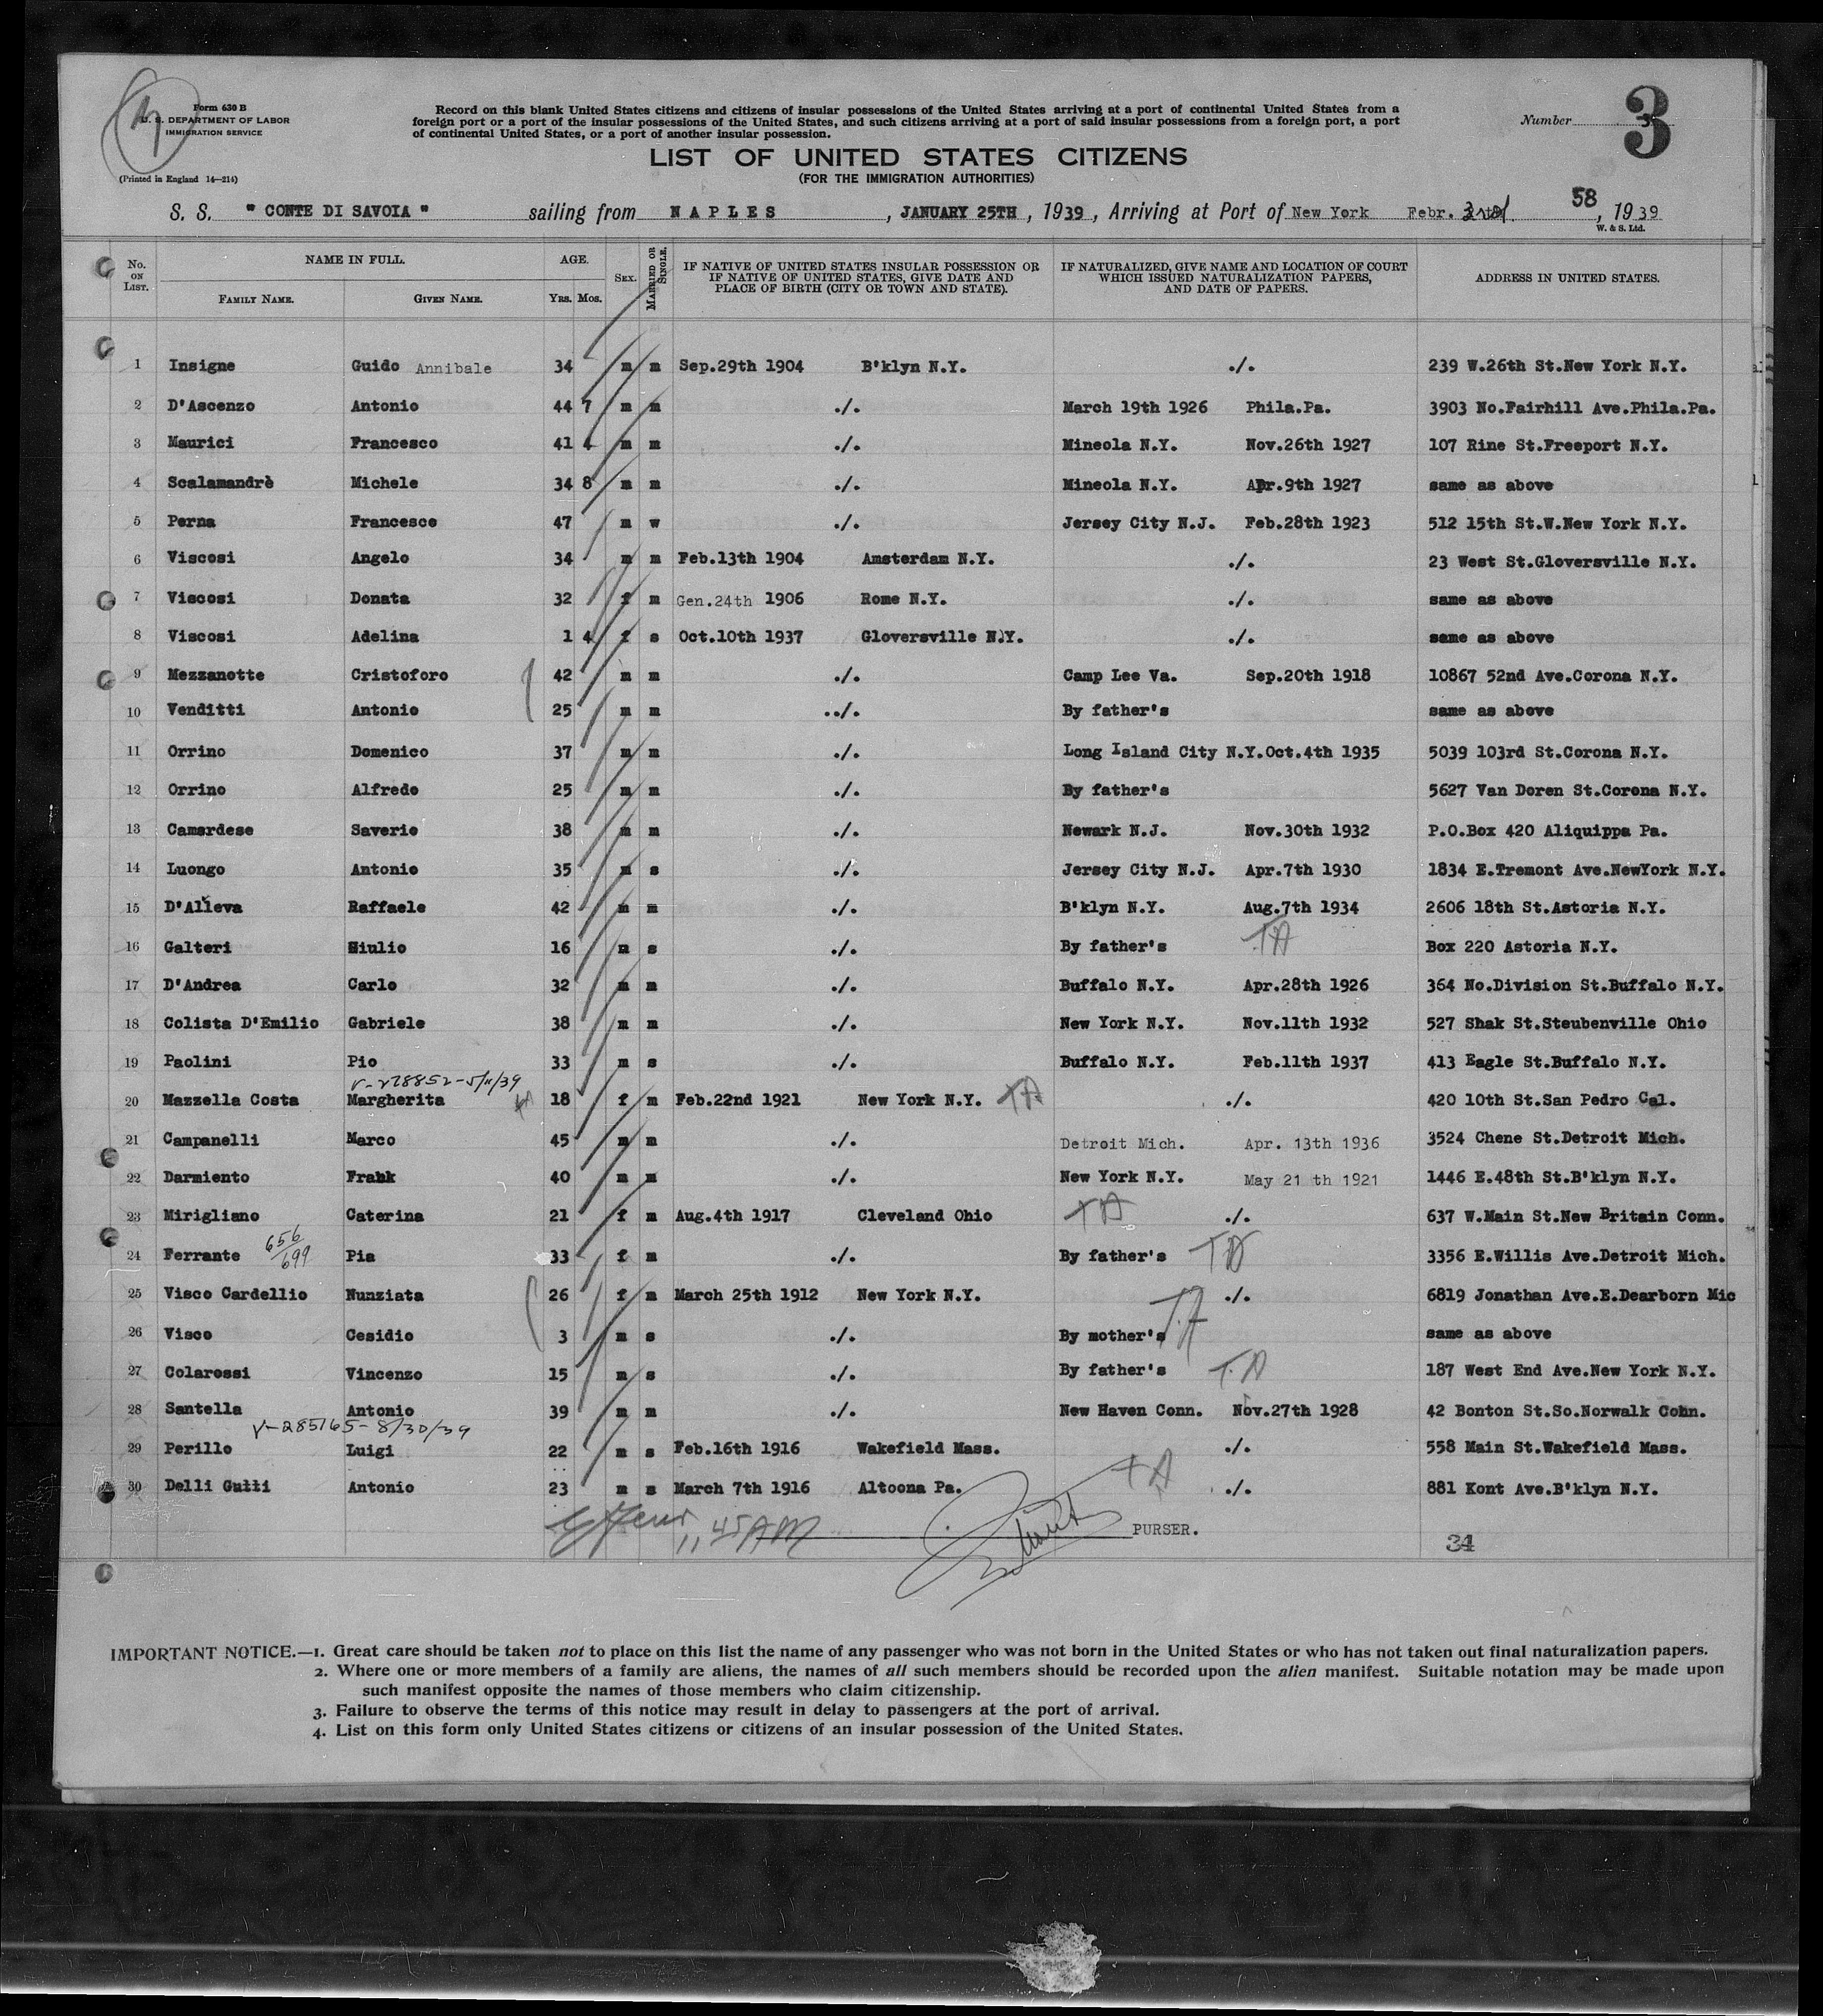 Form 630 B
U. S. DEPARTMENT OF LABOR
IMMIGRATION SERVICE
(Printed in England 14—214)
Record on this blank United States citizens and citizens of insular possessions of the United States arriving at a port of continental United States from a
foreign port or a port of the insular possessions of the United States, and such citizens arriving at a port of said insular possessions from a foreign port, a port
of continental United States, or a port of another insular possession.
Number 3
3
LIST OF UNITED STATES CITIZENS
(FOR THE IMMIGRATION AUTHORITIES)
S. S. " CONTE DI SAVOIA " sailing from NAPLES, JANUARY 25TH, 1939, Arriving at Port of New York Febr. 58, 1939
W. & S. Ltd.
No. ON LIST. NAME IN FULL. FAMILY NAME. GIVEN NAME. AGE. YRS. MOS. SEX. MARRIED OR SINGLE. IF NATIVE OF UNITED STATES INSULAR POSSESSION OR IF NATIVE OF UNITED STATES, GIVE DATE AND PLACE OF BIRTH (CITY OR TOWN AND STATE). IF NATURALIZED, GIVE NAME AND LOCATION OF COURT WHICH ISSUED NATURALIZATION PAPERS, AND DATE OF PAPERS. ADDRESS IN UNITED STATES.
1 Insigne Guido Annibale 34 m m Sep.29th 1904 B'klyn N.Y. ./. 239 W.26th St.New York N.Y.
2 D'Ascenzo Antonio 44 7 m m ./. March 19th 1926 Phila.Pa. 3903 No.Fairhill Ave.Phila.Pa.
3 Maurici Francesco 41 4 m m ./. Mineola N.Y. Nov.26th 1927 107 Rine St.Freeport N.Y.
4 Scalamandrè Michele 34 8 m m ./. Mineola N.Y. Apr.9th 1927 same as above
5 Perna Francesco 47 m w ./. Jersey City N.J. Feb.28th 1923 512 15th St.W.New York N.Y.
6 Viscosi Angelo 34 m m Feb.13th 1904 Amsterdam N.Y. ./. 23 West St.Gloversville N.Y.
7 Viscosi Donata 32 f m Gen.24th 1906 Rome N.Y. ./. same as above
8 Viscosi Adelina 1 4 f s Oct.10th 1937 Gloversville N.Y. ./. same as above
9 Mezzanotte Cristoforo 42 m m ./. Camp Lee Va. Sep.20th 1918 10867 52nd Ave.Corona N.Y.
10 Venditti Antonio 25 m m ../. By father's same as above
11 Orrino Domenico 37 m m ./. Long Island City N.Y.Oct.4th 1935 5039 103rd St.Corona N.Y.
12 Orrino Alfredo 25 m m ./. By father's 5627 Van Doren St.Corona N.Y.
13 Camardese Saverio 38 m m ./. Newark N.J. Nov.30th 1932 P.O.Box 420 Aliquippa Pa.
14 Luongo Antonio 35 m s ./. Jersey City N.J. Apr.7th 1930 1834 E.Tremont Ave.NewYork N.Y.
15 D'Alleva Raffaele 42 m m ./. B'klyn N.Y. Aug.7th 1934 2606 18th St.Astoria N.Y.
16 Galteri Giulio 16 m s ./. By father's TA Box 220 Astoria N.Y.
17 D'Andrea Carlo 32 m m ./. Buffalo N.Y. Apr.28th 1926 364 No.Division St.Buffalo N.Y.
18 Colista D'Emilio Gabriele 38 m m ./. New York N.Y. Nov.11th 1932 527 Shak St.Steubenville Ohio
19 Paolini Pio 33 m s ./. Buffalo N.Y. Feb.11th 1937 413 Eagle St.Buffalo N.Y.
V-278852-5/11/39
20 Mazzella Costa Margherita 18 f m Feb.22nd 1921 New York N.Y. TA ./. 420 10th St.San Pedro Cal.
21 Campanelli Marco 45 m m ./. Detroit Mich. Apr. 13th 1936 3524 Chene St.Detroit Mich.
22 Darmiento Frank 40 m m ./. New York N.Y. May 21 th 1921 1446 E.48th St.B'klyn N.Y.
23 Mirigliano Caterina 21 f m Aug.4th 1917 Cleveland Ohio TA ./. 637 W.Main St.New Britain Conn.
24 Ferrante 656/699 Pia 33 f m ./. By father's TA 3356 E.Willis Ave.Detroit Mich.
25 Visco Cardellio Nunziata 26 f m March 25th 1912 New York N.Y. ./. 6819 Jonathan Ave.E.Dearborn Mic
26 Visco Cesidio 3 m s ./. By mother's T.A same as above
27 Colarossi Vincenzo 15 m s ./. By father's T.A 187 West End Ave.New York N.Y.
28 Santella Antonio 39 m m ./. New Haven Conn. Nov.27th 1928 42 Bonton St.So.Norwalk Conn.
V-285165-8/30/39
29 Perillo Luigi 22 m s Feb.16th 1916 Wakefield Mass. ./. 558 Main St.Wakefield Mass.
30 Delli Gutti Antonio 23 m s March 7th 1916 Altoona Pa. TA ./. 881 Kont Ave.B'klyn N.Y.
11,45 AM PURSER.
34
IMPORTANT NOTICE.—1. Great care should be taken not to place on this list the name of any passenger who was not born in the United States or who has not taken out final naturalization papers.
2. Where one or more members of a family are aliens, the names of all such members should be recorded upon the alien manifest. Suitable notation may be made upon
such manifest opposite the names of those members who claim citizenship.
3. Failure to observe the terms of this notice may result in delay to passengers at the port of arrival.
4. List on this form only United States citizens or citizens of an insular possession of the United States.